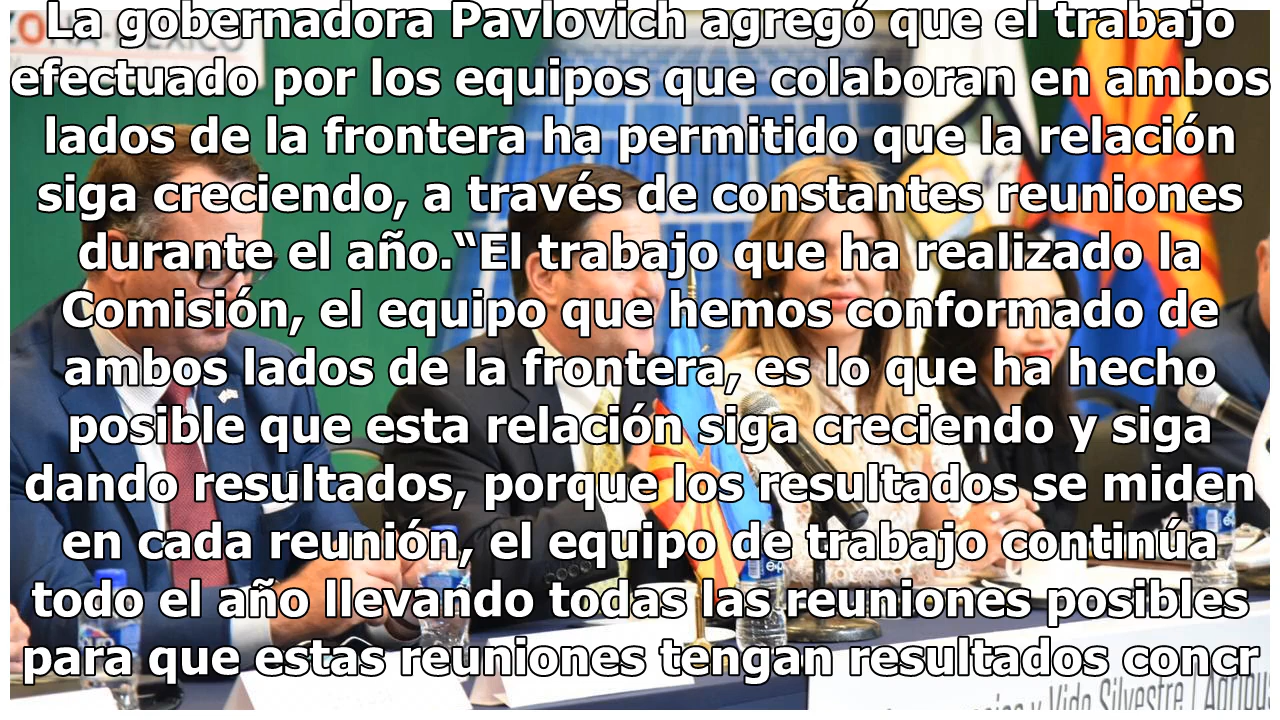 La gobernadora Pavlovich agregó que el trabajo
efectuado por los equipos que colaboran en ambos
lados de la frontera ha permitido que la relación
siga creciendo, a través de constantes reuniones
durante el año.“El trabajo que ha realizado la
Comisión, el equipo que hemos conformado de
ambos lados de la frontera, es lo que ha hecho
posible que esta relación siga creciendo y siga
dando resultados, porque los resultados se miden
en cada reunión, el equipo de trabajo continúa
todo el año llevando todas las reuniones posibles
para que estas reuniones tengan resultados concr
y Vida Silvestre |